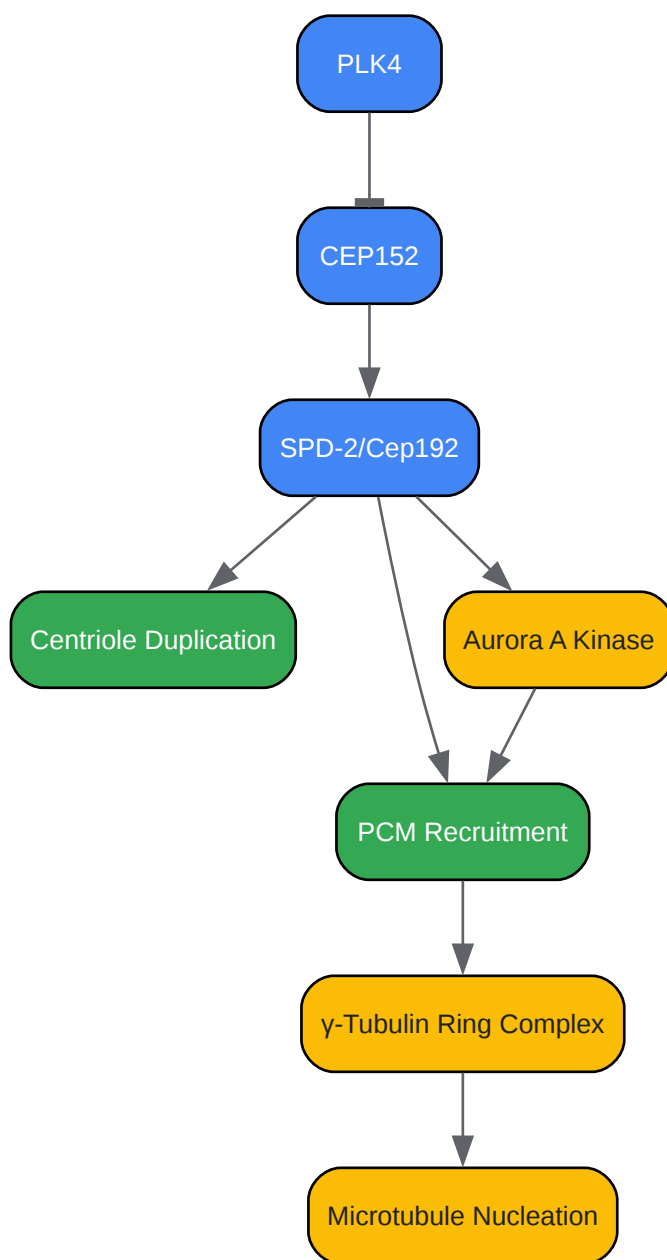 PLK4
CEP152
SPD-2/Cep192
Centriole Duplication
Aurora A Kinase
PCM Recruitment
γ-Tubulin Ring Complex
Microtubule Nucleation